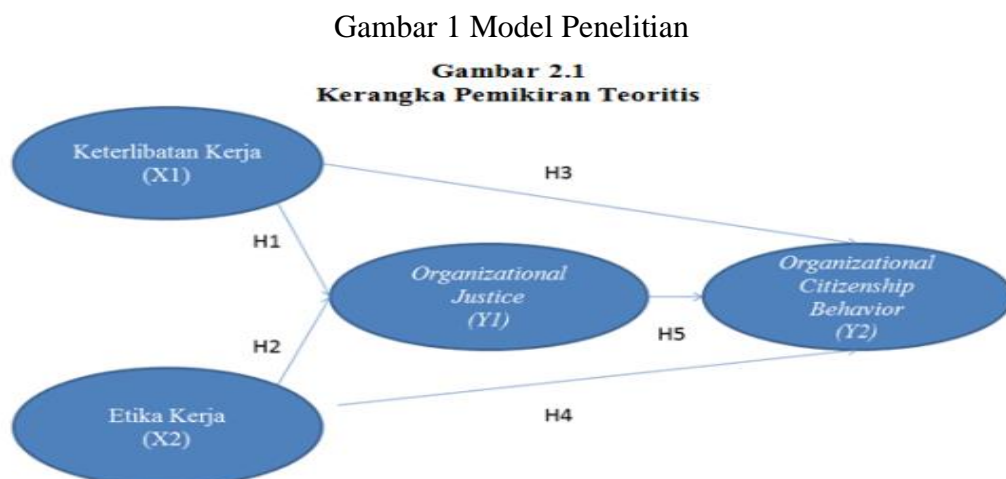 Gambar 1 Model Penelitian
Gambar 2.1
Kerangka Pemikiran Teoritis
Keterlibatan Kerja
(X1)
H3
H1
Organizational
Justice
(Y1)
Organizational
Citizenship
Behavior
(Y2)
H2
H5
Etika Kerja
(X2)
H4